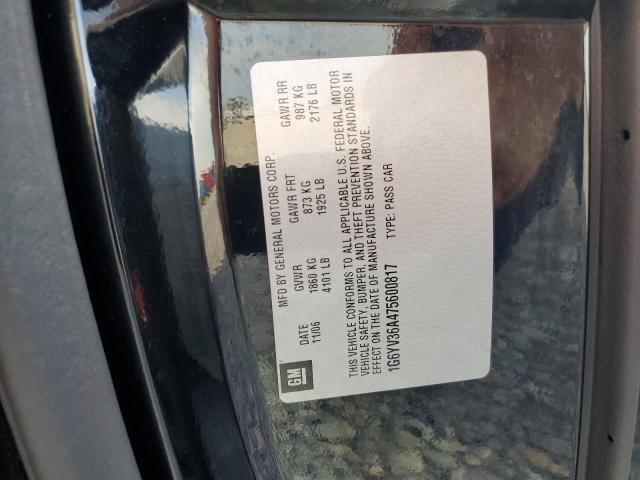 GM
MFD BY GENERAL MOTORS CORP.
DATE GVWR GAWR FRT GAWR RR
11/06 1860 KG 873 KG 987 KG
4101 LB 1925 LB 2176 LB
THIS VEHICLE CONFORMS TO ALL APPLICABLE U.S. FEDERAL MOTOR
VEHICLE SAFETY, BUMPER, AND THEFT PREVENTION STANDARDS IN
EFFECT ON THE DATE OF MANUFACTURE SHOWN ABOVE.
1G6YV36A475600817 TYPE: PASS CAR